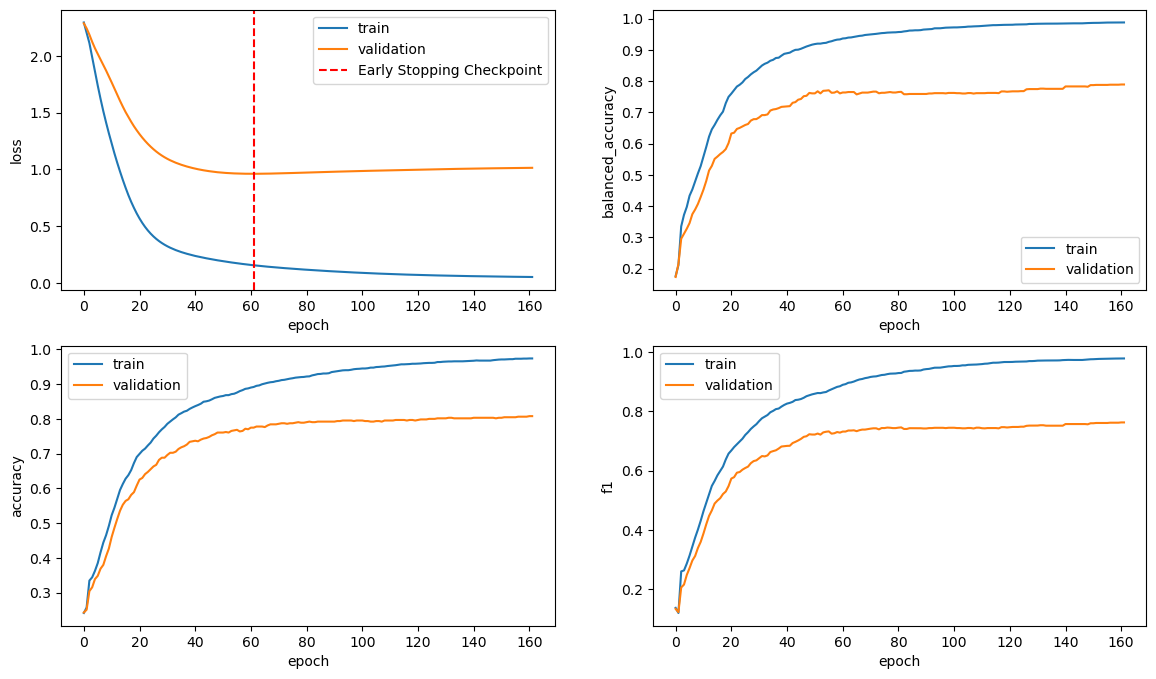 train
validation
Early Stopping Checkpoint
loss
2.0
1.5
1.0
0.5
0.0
0 20 40 60 80 100 120 140 160
epoch
balanced_accuracy
1.0
0.9
0.8
0.7
0.6
0.5
0.4
0.3
0.2
train
validation
0 20 40 60 80 100 120 140 160
epoch
train
validation
accuracy
1.0
0.9
0.8
0.7
0.6
0.5
0.4
0.3
0 20 40 60 80 100 120 140 160
epoch
train
validation
f1
1.0
0.8
0.6
0.4
0.2
0 20 40 60 80 100 120 140 160
epoch